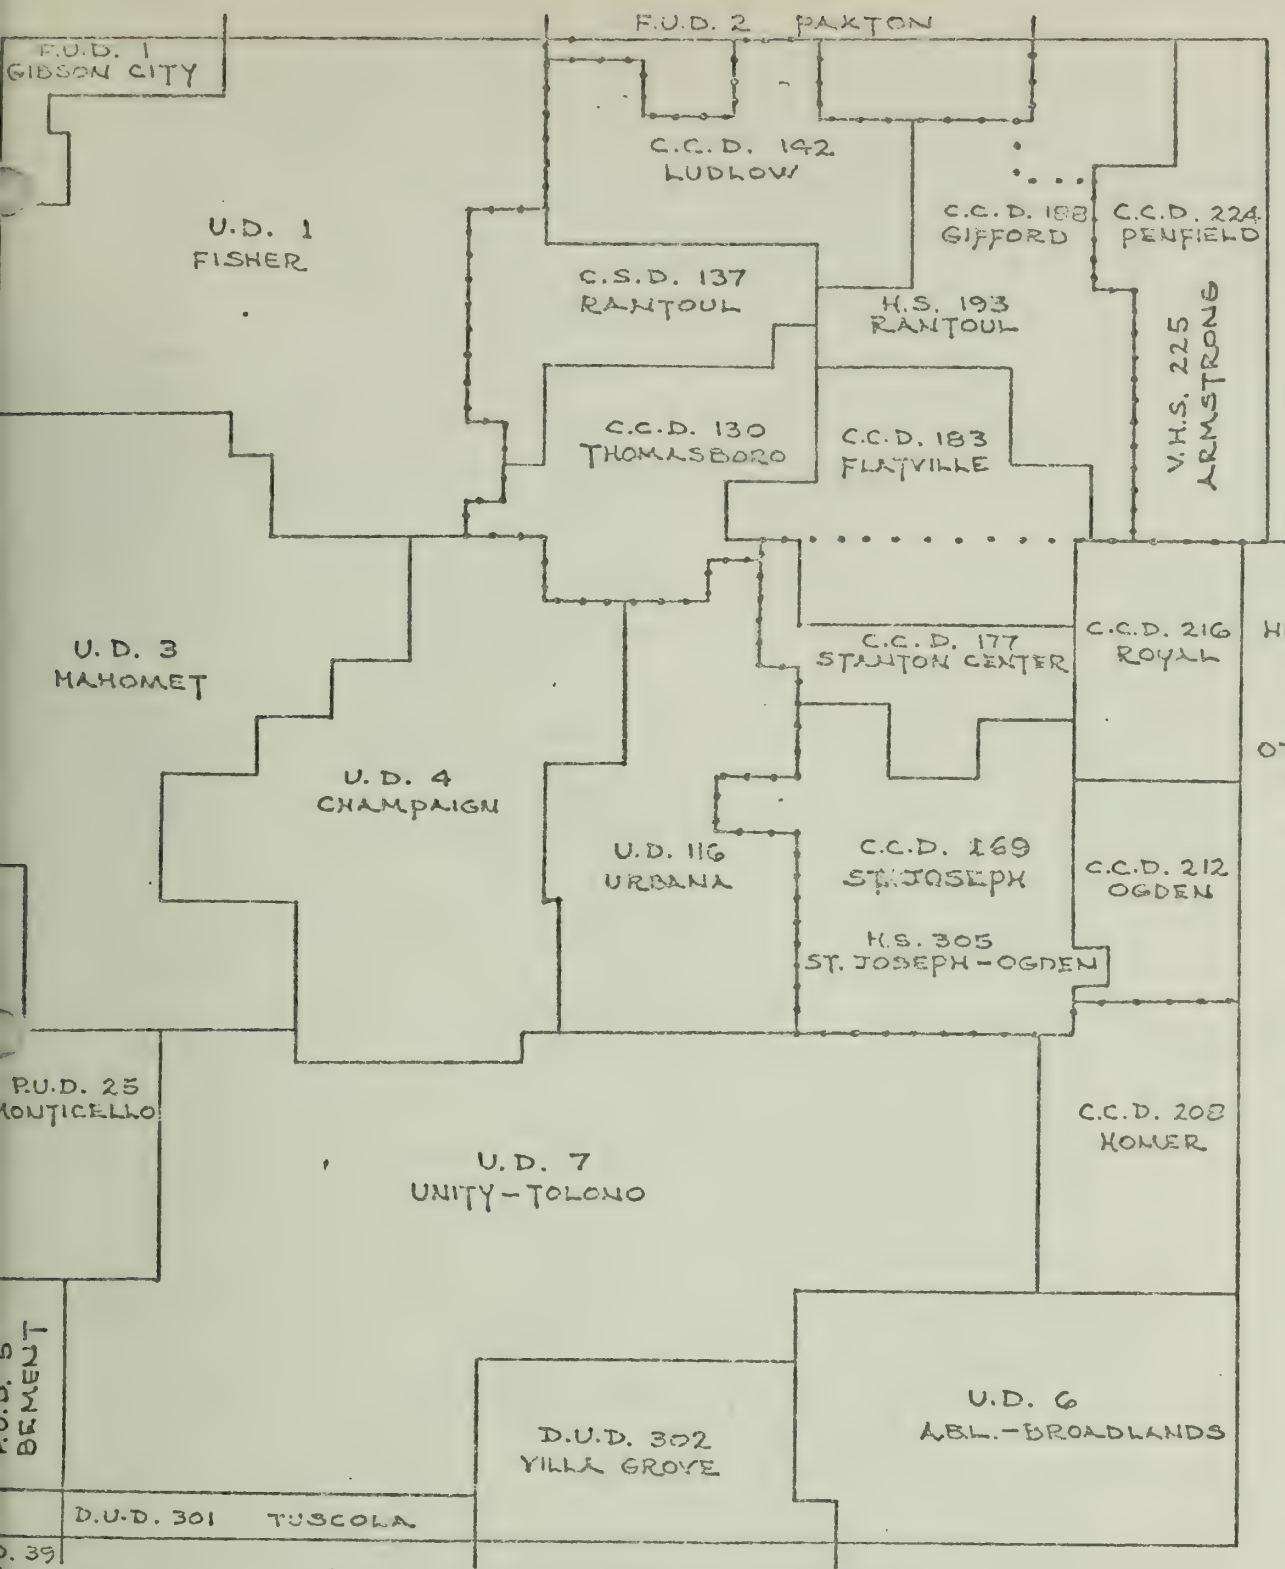 F.U.D. 2 PAXTON
F.U.D. 1
GIBSON CITY
C.C.D. 142
LUDLOW
U.D. 1
FISHER
C.C.D. 188
GIFFORD
C.C.D. 224
PENFIELD
C.S.D. 137
RANTOUL
H.S. 193
RANTOUL
V.H.S. 225
ARMSTRONG
C.C.D. 130
THOMASBORO
C.C.D. 183
FLATVILLE
U.D. 3
MAHOMET
C.C.D. 177
STANTON CENTER
C.C.D. 216
ROYAL
H
OT
U.D. 4
CHAMPAIGN
U.D. 116
URBANA
C.C.D. 169
ST. JOSEPH
C.C.D. 212
OGDEN
H.S. 305
ST. JOSEPH-OGDEN
P.U.D. 25
MONTICELLO
C.C.D. 208
HOMER
U.D. 7
UNITY-TOLONO
P.U.D. 5
BEMENT
U.D. 6
A.B.L.-BROADLANDS
D.U.D. 302
VILLA GROVE
D.U.D. 301 TUSCOLA
D. 39